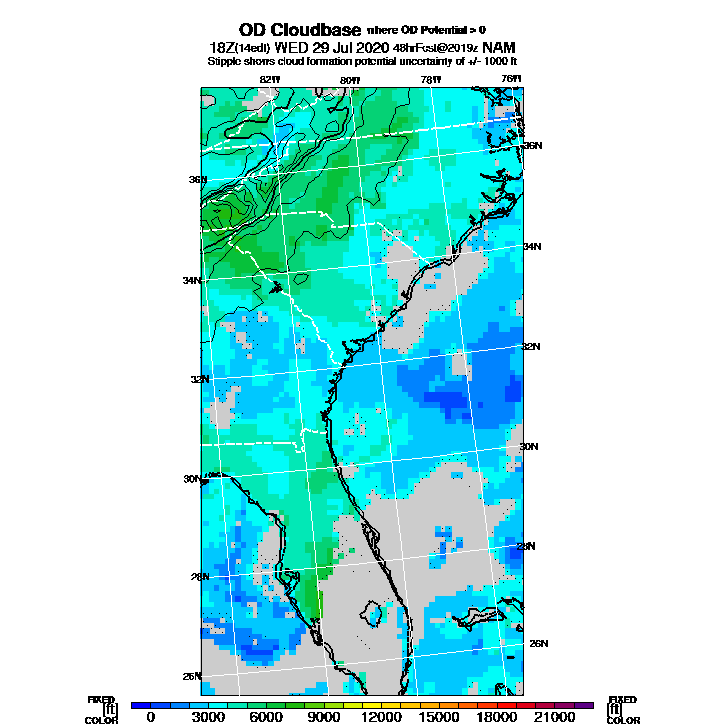 OD Cloudbase where OD Potential > 0
18Z(14edt) WED 29 Jul 2020 48hrFcst@2019z NAM
Stipple shows cloud formation potential uncertainty of +/- 1000 ft
82W 80W 78W 76W
36N
36N
34N
34N
32N
32N
30N
30N
28N
28N
26N
26N
FIXED FIXED
[ft] [ft]
COLOR COLOR
0 3000 6000 9000 12000 15000 18000 21000